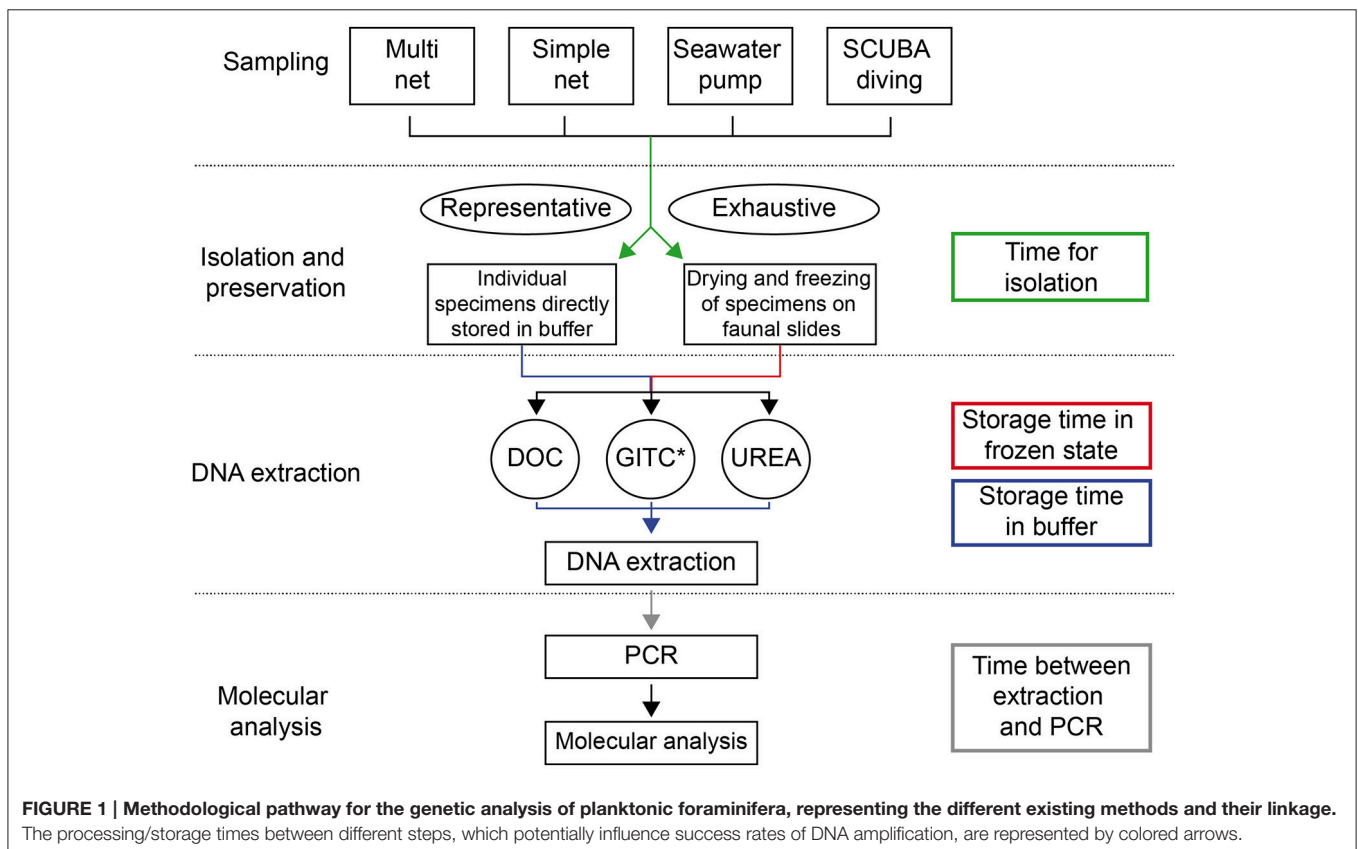 Sampling
Multi
net
Simple
net
Seawater
pump
SCUBA
diving
Isolation and
preservation
Representative
Exhaustive
Individual
specimens directly
stored in buffer
Drying and freezing
of specimens on
faunal slides
Time for
isolation
DNA extraction
DOC
GITC*
UREA
DNA extraction
Storage time in
frozen state
Storage time
in buffer
Molecular
analysis
PCR
Molecular analysis
Time between
extraction
and PCR
FIGURE 1 | Methodological pathway for the genetic analysis of planktonic foraminifera, representing the different existing methods and their linkage.
The processing/storage times between different steps, which potentially influence success rates of DNA amplification, are represented by colored arrows.